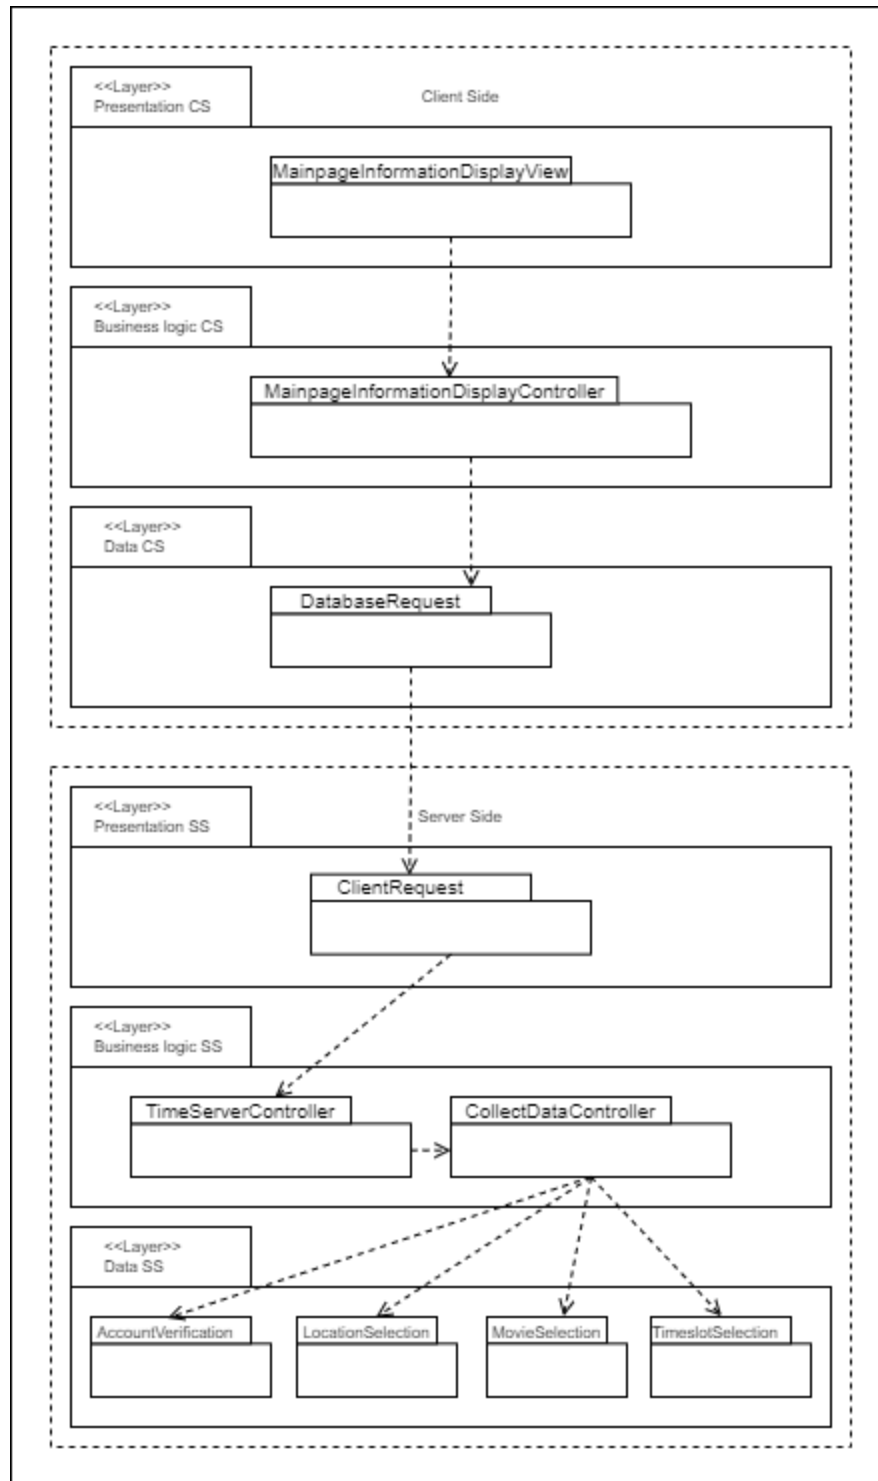 <<Layer>>
Presentation CS
Client Side
MainpageInformationDisplayView
<<Layer>>
Business logic CS
MainpageInformationDisplayController
<<Layer>>
Data CS
DatabaseRequest
<<Layer>>
Presentation SS
Server Side
ClientRequest
<<Layer>>
Business logic SS
TimeServerController
CollectDataController
<<Layer>>
Data SS
AccountVerification
LocationSelection
MovieSelection
TimeslotSelection